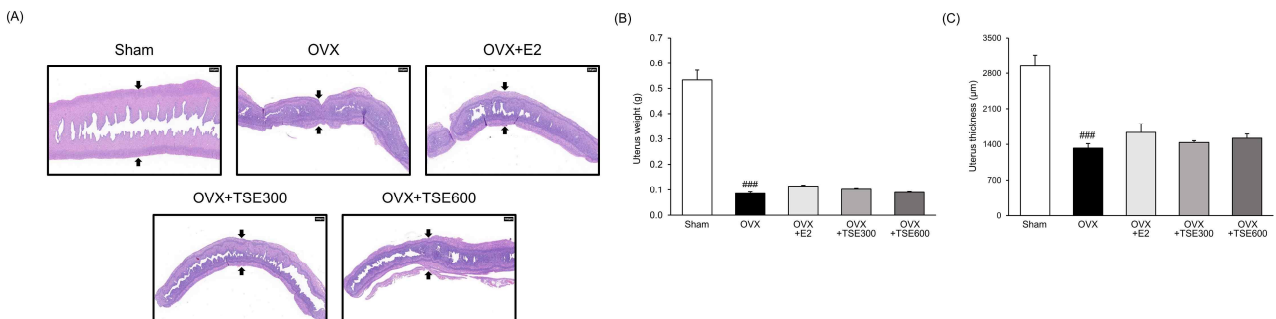 (A)
Sham
OVX
OVX+E2
OVX+TSE300
OVX+TSE600
(B)
Uterus weight (g)
0.7
0.6
0.5
0.4
0.3
0.2
0.1
0.0
###
Sham
OVX
OVX
+E2
OVX
+TSE300
OVX
+TSE600
(C)
Uterus thickness (μm)
3500
2800
2100
1400
700
0
###
Sham
OVX
OVX
+E2
OVX
+TSE300
OVX
+TSE600